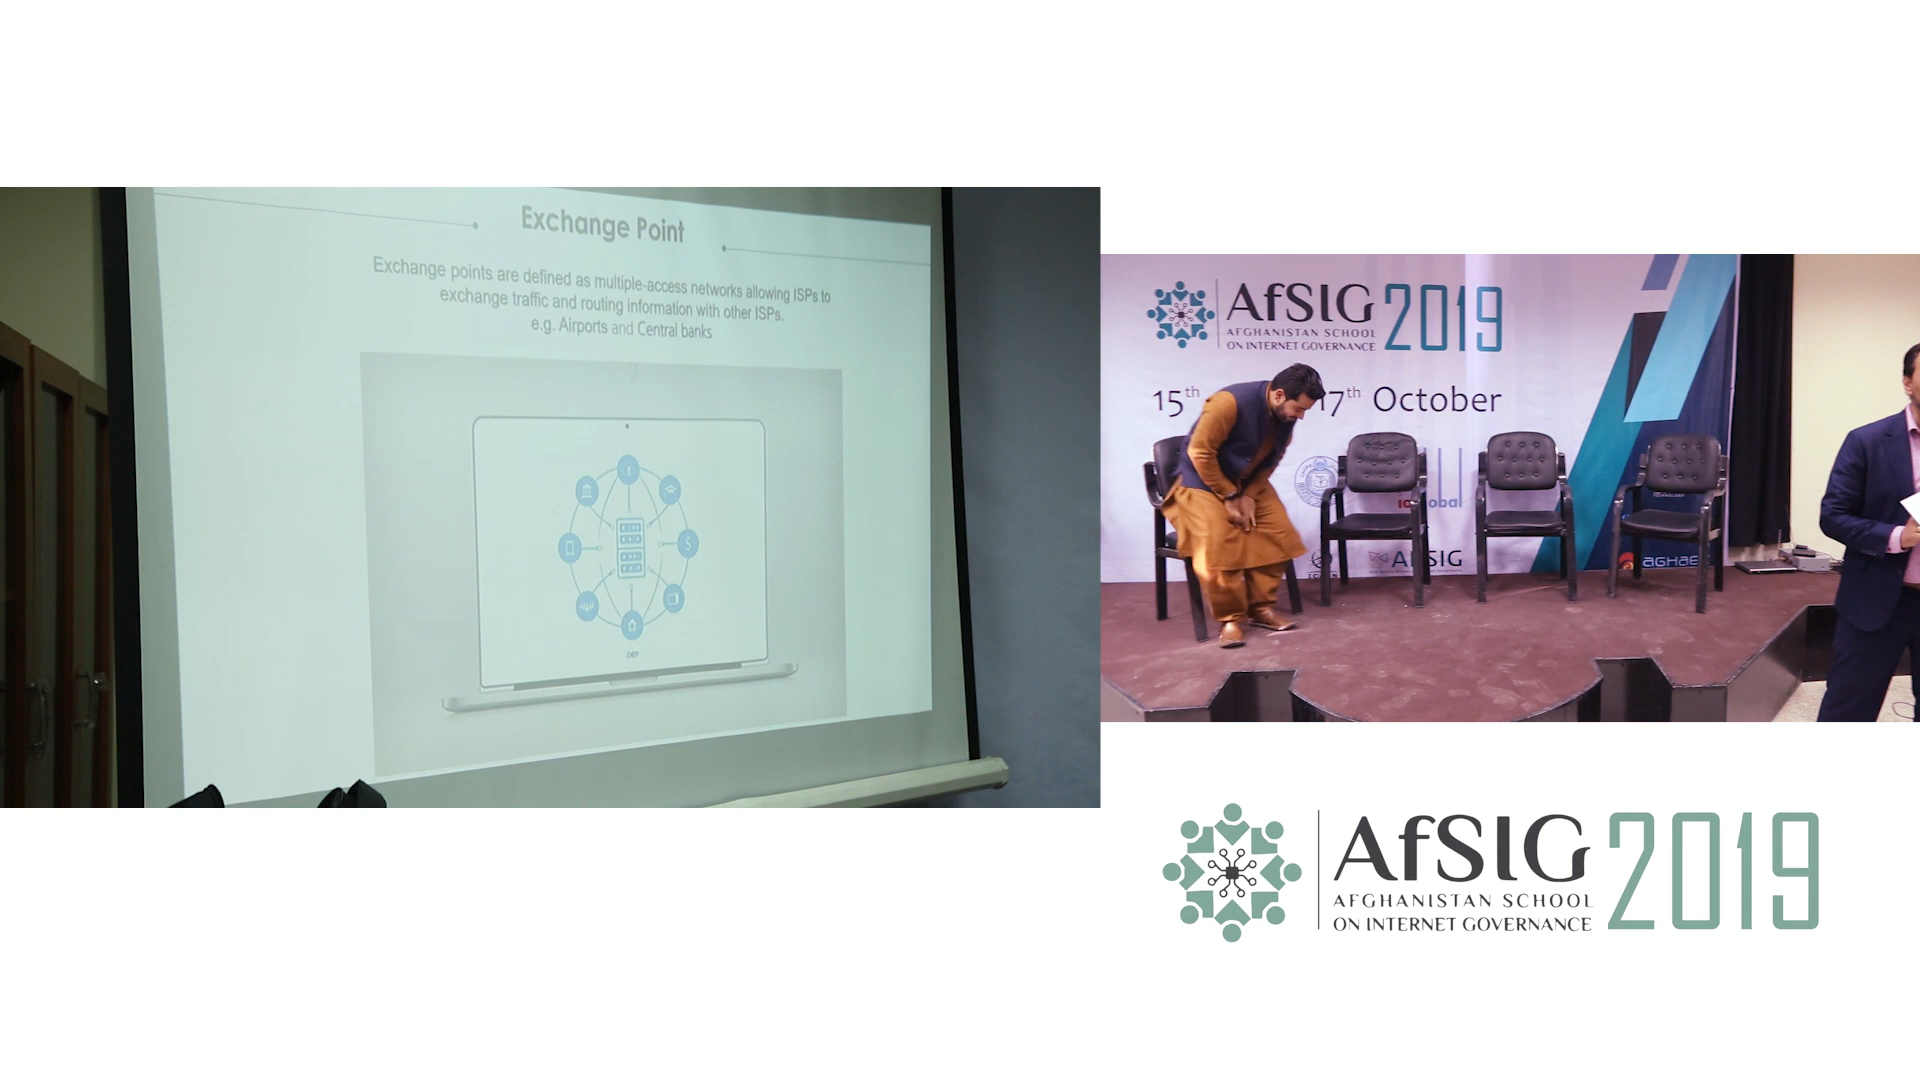 Exchange Point
Exchange points are defined as multiple-access networks allowing ISPs to
exchange traffic and routing information with other ISPs.
e.g. Airports and Central banks
AfSIG 2019
AFGHANISTAN SCHOOL
ON INTERNET GOVERNANCE
15th 17th October
AGHAE
AfSIG 2019
AFGHANISTAN SCHOOL
ON INTERNET GOVERNANCE